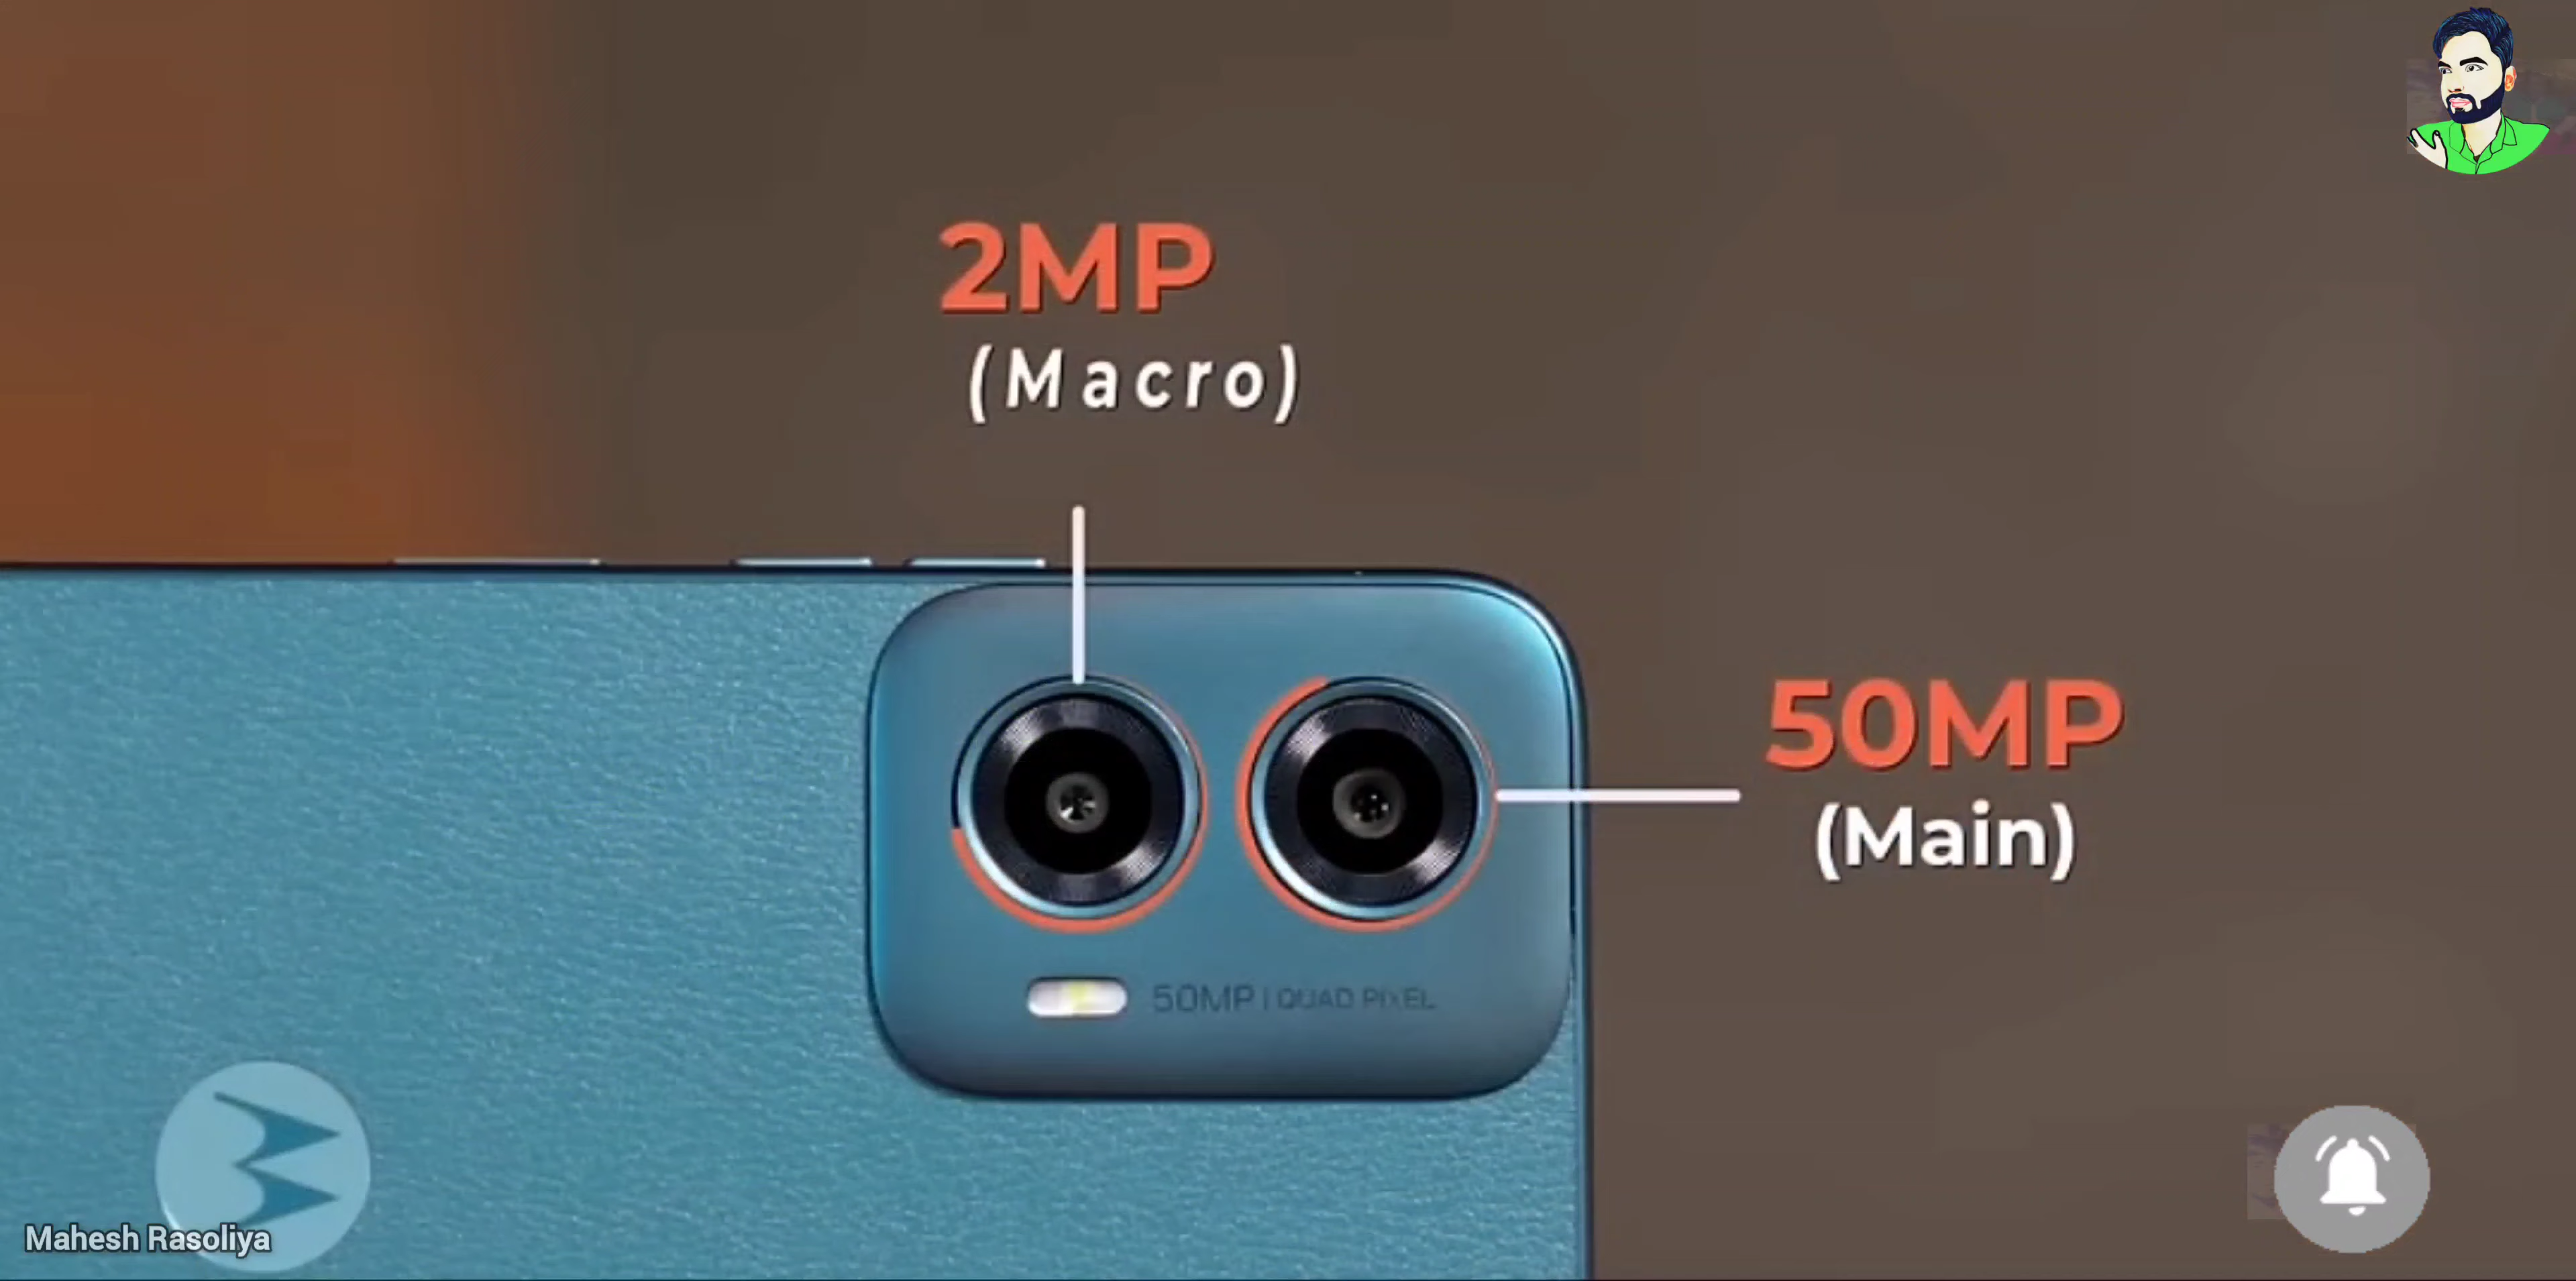 2MP
(Macro)
50MP
(Main)
50MP | QUAD PIXEL
Mahesh Rasoliya